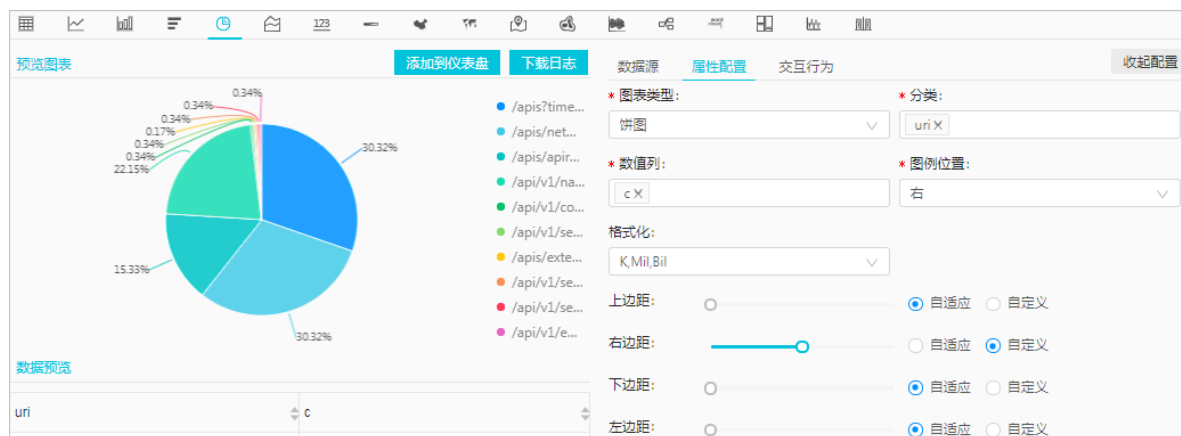 123
预览图表
添加到仪表盘
下载日志
数据源
属性配置
交互行为
收起配置
0.34%
0.34%
0.34%
0.17%
0.34%
0.34%
22.15%
30.32%
15.33%
30.32%
/apis?time...
/apis/net...
/apis/apir...
/api/v1/na...
/api/v1/co...
/api/v1/se...
/apis/exte...
/api/v1/se...
/api/v1/se...
/api/v1/e...
* 图表类型:
饼图
* 分类:
uri ×
* 数值列:
c ×
* 图例位置:
右
格式化:
K,Mil,Bil
上边距:
自适应
自定义
右边距:
自适应
自定义
下边距:
自适应
自定义
左边距:
自适应
自定义
数据预览
uri
c